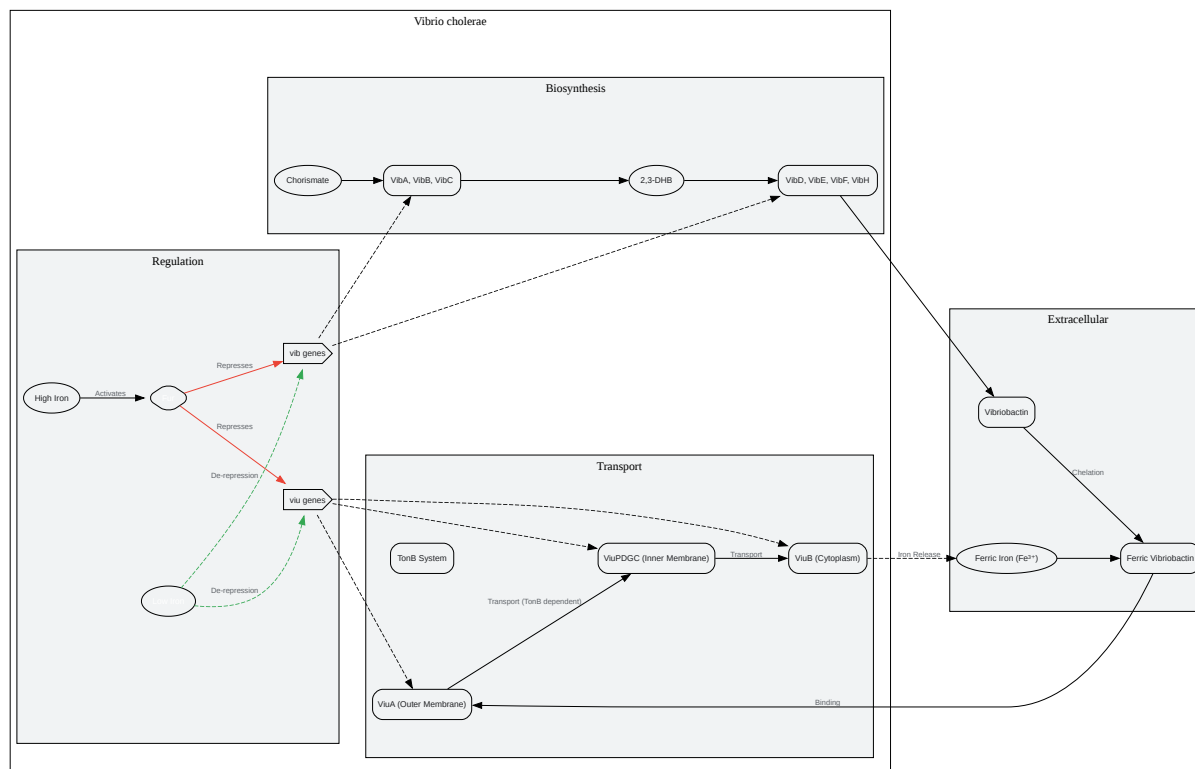 Vibrio cholerae
Biosynthesis
Chorismate
VibA, VibB, VibC
2,3-DHB
VibD, VibE, VibF, VibH
Regulation
vib genes
Represses
High Iron
Activates
Represses
De-repression
viu genes
De-repression
Transport
TonB System
ViuPDGC (Inner Membrane)
Transport
ViuB (Cytoplasm)
Iron Release
Transport (TonB dependent)
ViuA (Outer Membrane)
Binding
Extracellular
Vibriobactin
Chelation
Ferric Iron (Fe³⁺)
Ferric Vibriobactin